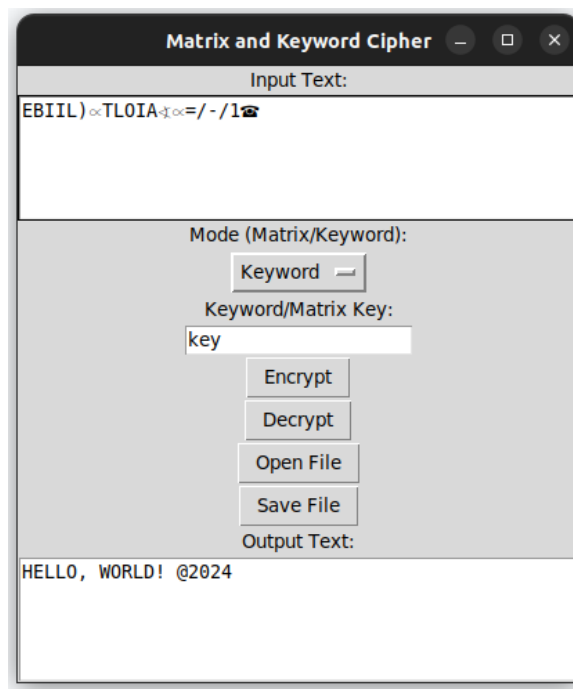 Matrix and Keyword Cipher
Input Text:
EBIIL)∝TLOIA∢∝=/-/1☎
Mode (Matrix/Keyword):
Keyword
Keyword/Matrix Key:
key
Encrypt
Decrypt
Open File
Save File
Output Text:
HELLO, WORLD! @2024